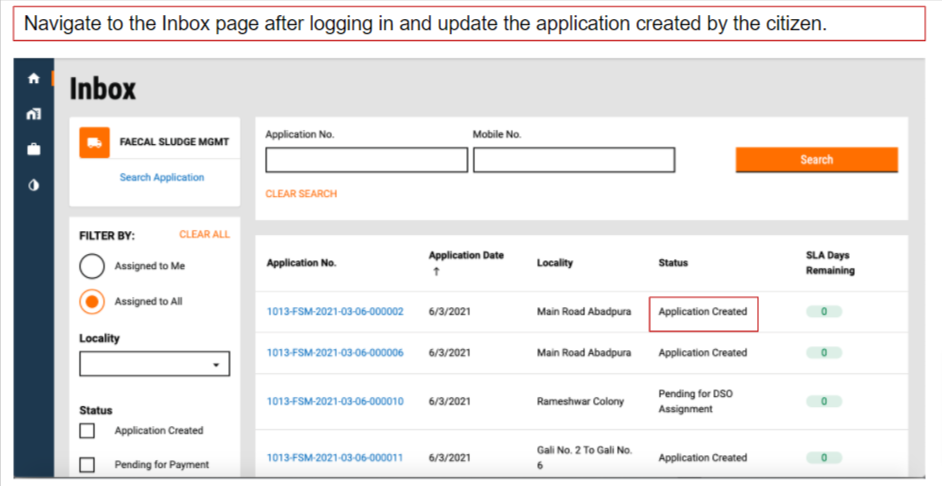 Navigate to the Inbox page after logging in and update the application created by the citizen.
Inbox
FAECAL SLUDGE MGMT
Search Application
Application No.
Mobile No.
Search
CLEAR SEARCH
FILTER BY:
CLEAR ALL
Assigned to Me
Assigned to All
Locality
Status
Application Created
Pending for Payment
Application No. Application Date ↑ Locality Status SLA Days Remaining
1013-FSM-2021-03-06-000002 6/3/2021 Main Road Abadpura Application Created 0
1013-FSM-2021-03-06-000006 6/3/2021 Main Road Abadpura Application Created 0
1013-FSM-2021-03-06-000010 6/3/2021 Rameshwar Colony Pending for DSO Assignment 0
1013-FSM-2021-03-06-000011 6/3/2021 Gali No. 2 To Gali No. 6 Application Created 0